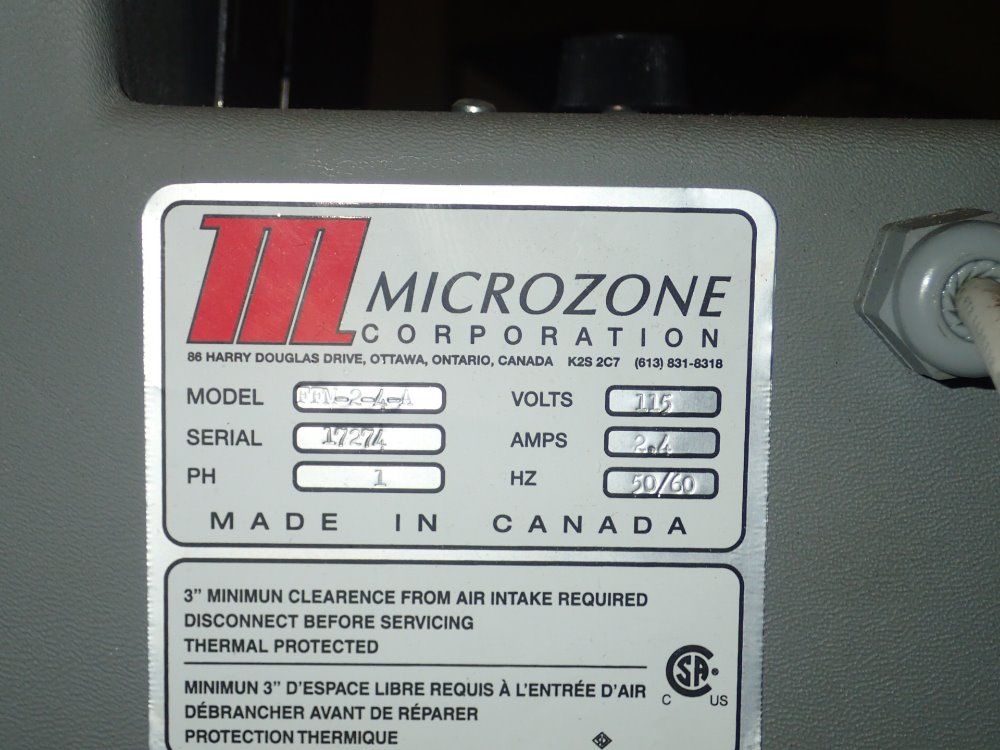 MICROZONE
CORPORATION
86 HARRY DOUGLAS DRIVE, OTTAWA, ONTARIO, CANADA K2S 2C7 (613) 831-8318
MODEL VOLTS 115
SERIAL 17274 AMPS 2.4
PH 1 HZ 50/60
MADE IN CANADA
3” MINIMUN CLEARENCE FROM AIR INTAKE REQUIRED
DISCONNECT BEFORE SERVICING
THERMAL PROTECTED
MINIMUN 3” D’ESPACE LIBRE REQUIS À L’ENTRÉE D’AIR
DÉBRANCHER AVANT DE RÉPARER
PROTECTION THERMIQUE
SA
C US